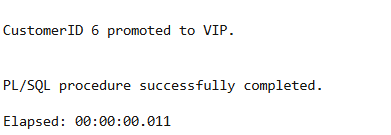 CustomerID 6 promoted to VIP.
PL/SQL procedure successfully completed.
Elapsed: 00:00:00.011